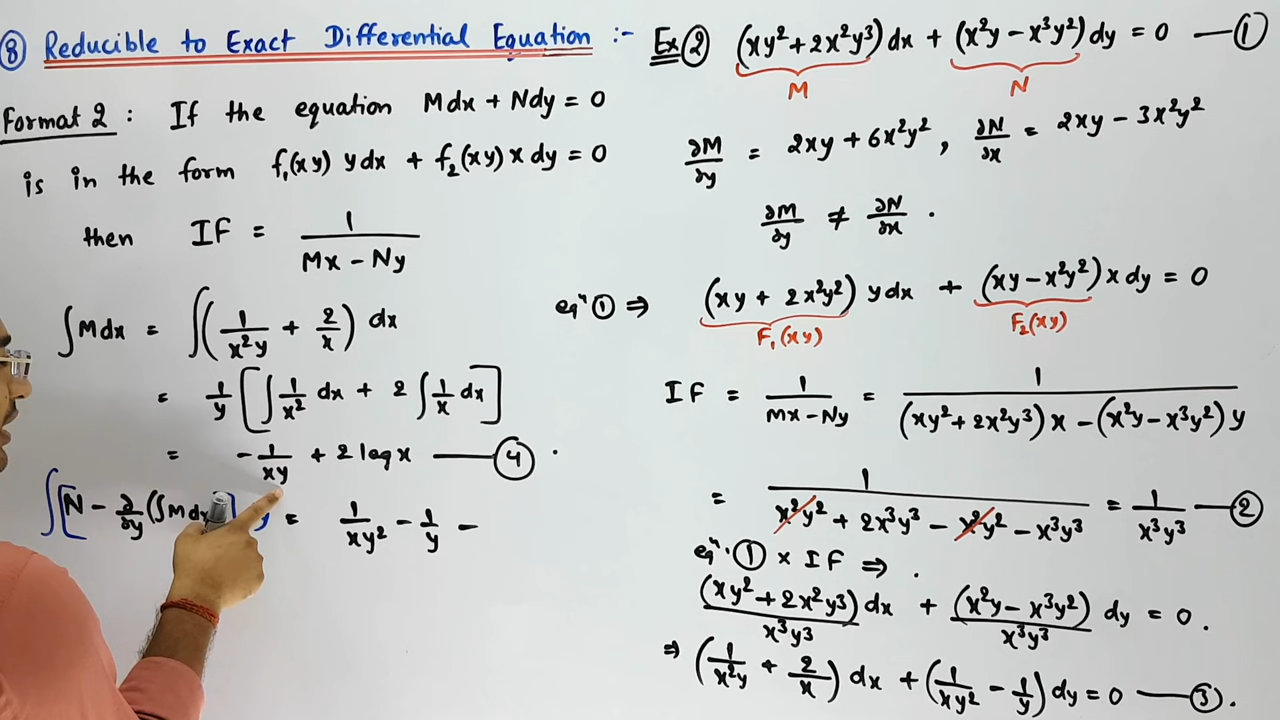 ⑧ Reducible to Exact Differential Equation :-
Format 2 : If the equation Mdx + Ndy = 0
is in the form f₁(xy) y dx + f₂(xy) x dy = 0
then IF = 1/(Mx - Ny)
∫Mdx = ∫(1/(x²y) + 2/x) dx
= 1/y [∫ 1/x² dx + 2 ∫ 1/x dx]
= - 1/(xy) + 2 log x —— ④ .
∫[N - ∂/∂y (∫M dx)] y = 1/(xy²) - 1/y -
Ex② (xy² + 2x²y³) dx + (x²y - x³y²) dy = 0 — ①
M N
∂M/∂y = 2xy + 6x²y² , ∂N/∂x = 2xy - 3x²y²
∂M/∂y ≠ ∂N/∂x .
eqⁿ ① ⇒ (xy + 2x²y²) y dx + (xy - x²y²) x dy = 0
F₁(xy) F₂(xy)
IF = 1/(Mx - Ny) = 1/((xy² + 2x²y³) x - (x²y - x³y²) y)
= 1/(x²y² + 2x³y³ - x²y² - x³y³) = 1/(x³y³) — ②
eqⁿ. ① × IF ⇒ .
(xy² + 2x²y³)/(x³y³) dx + (x²y - x³y²)/(x³y³) dy = 0 .
⇒ (1/(x²y) + 2/x) dx + (1/(xy²) - 1/y) dy = 0 — ③ .